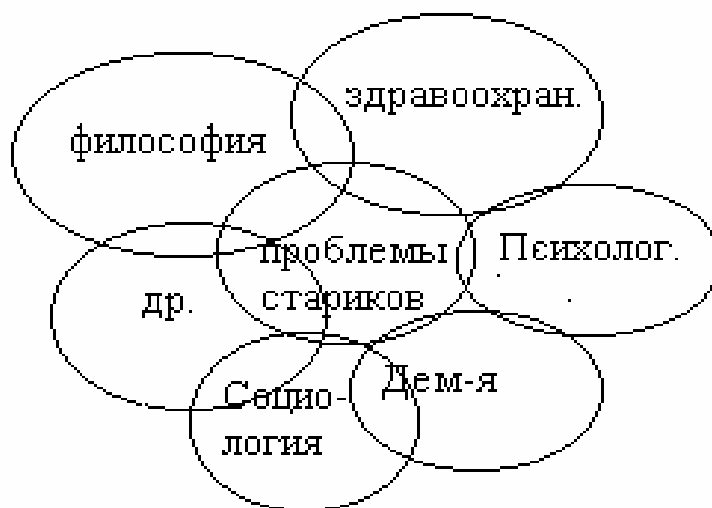 здравоохран.
философия
проблемы
стариков
Психолог.
др.
Социо-
логия
Дем-я